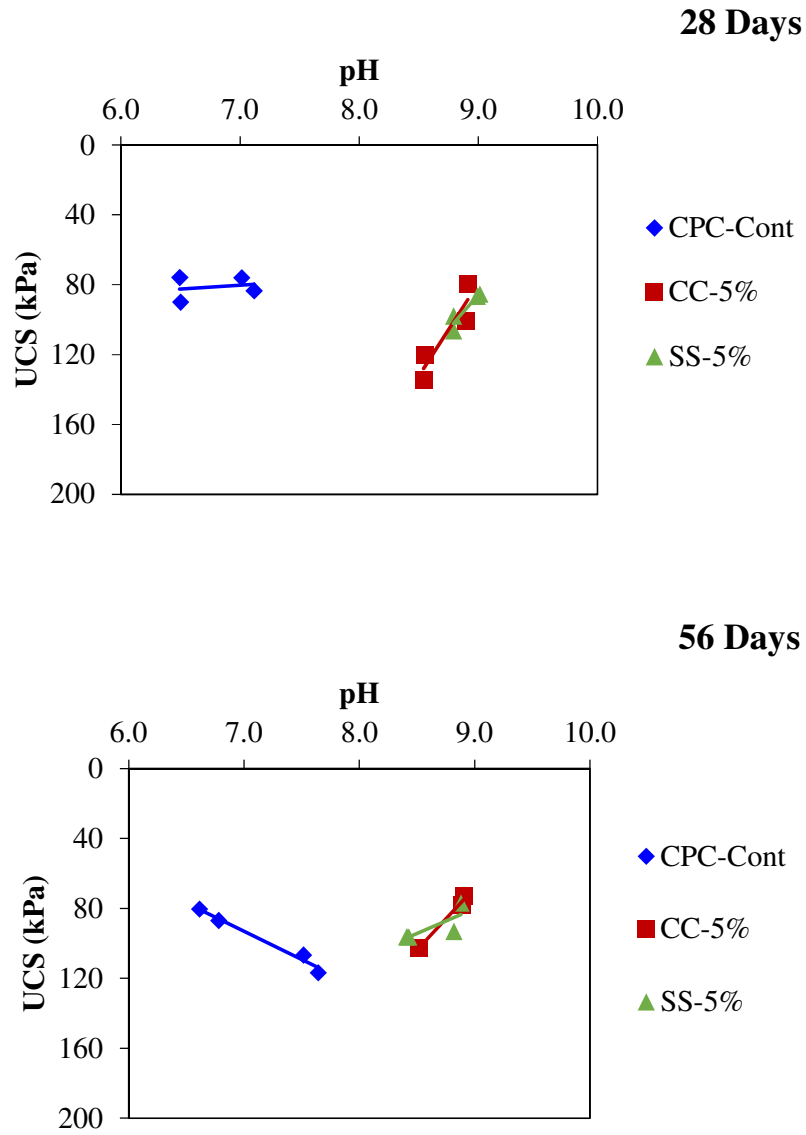 28 Days
pH
6.0 7.0 8.0 9.0 10.0
0
40
80
120
160
200
UCS (kPa)
CPC-Cont
CC-5%
SS-5%
56 Days
pH
6.0 7.0 8.0 9.0 10.0
0
40
80
120
160
200
UCS (kPa)
CPC-Cont
CC-5%
SS-5%